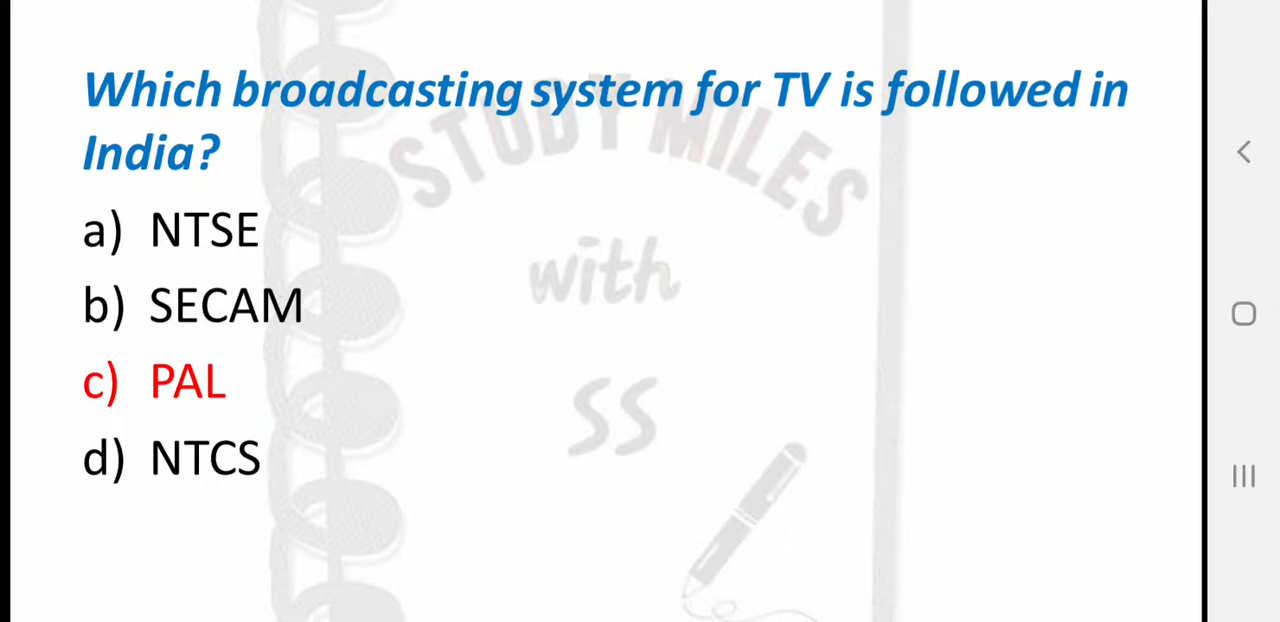 Which broadcasting system for TV is followed in
India?
a) NTSE
b) SECAM
c) PAL
d) NTCS
STUDY MILES
with
SS